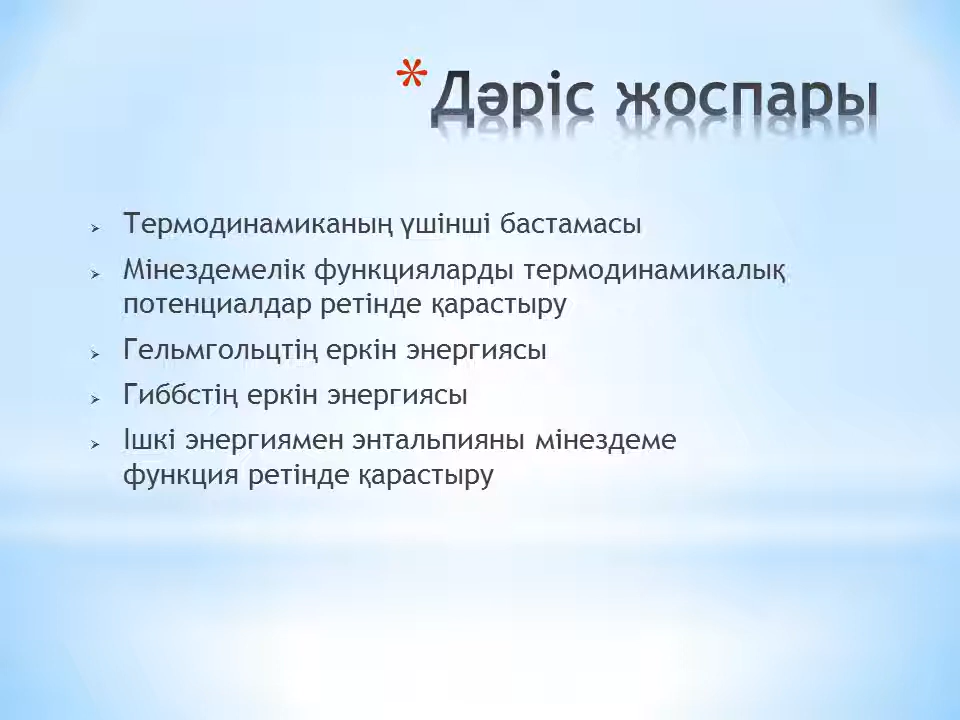 * Дәріс жоспары
➢ Термодинамиканың үшінші бастамасы
➢ Мінездемелік функцияларды термодинамикалық
потенциалдар ретінде қарастыру
➢ Гельмгольцтің еркін энергиясы
➢ Гиббстің еркін энергиясы
➢ Ішкі энергиямен энтальпияны мінездеме
функция ретінде қарастыру